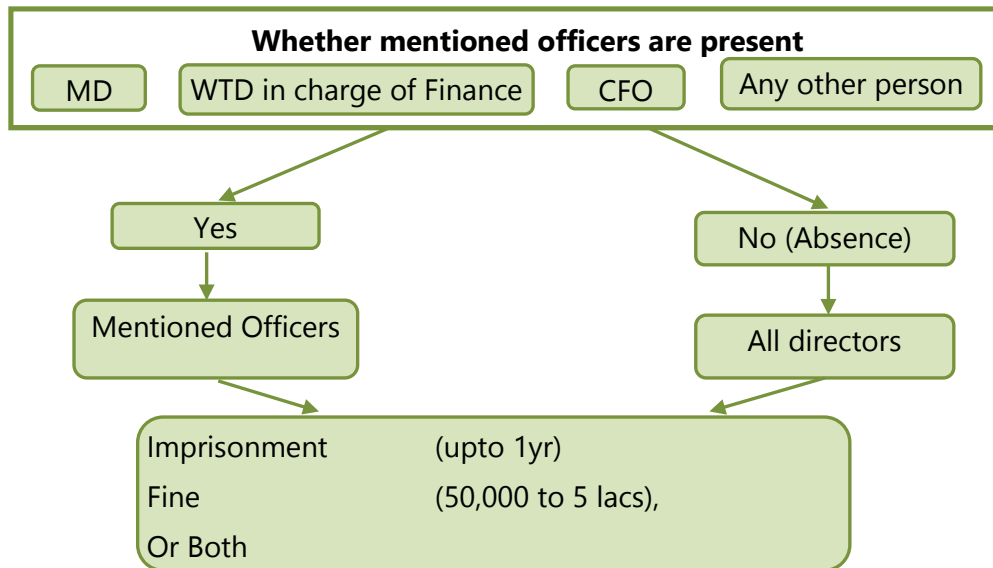 Whether mentioned officers are present
MD
WTD in charge of Finance
CFO
Any other person
Yes
No (Absence)
Mentioned Officers
All directors
Imprisonment (upto 1yr)
Fine (50,000 to 5 lacs),
Or Both